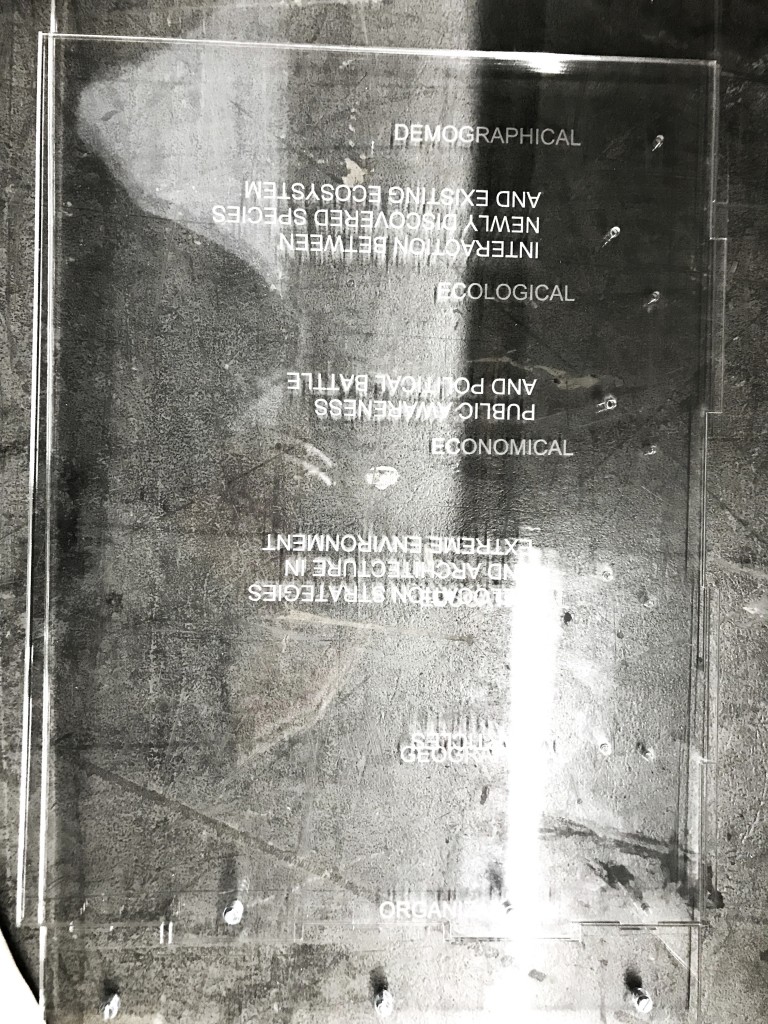 DEMOGRAPHICAL
INTERACTION BETWEEN
NEWLY DISCOVERED SPECIES
AND EXISTING ECOSYSTEM
ECOLOGICAL
PUBLIC AWARENESS
AND POLITICAL BATTLE
ECONOMICAL
STRATEGIES
ARCHITECTURE IN
EXTREME ENVIRONMENT